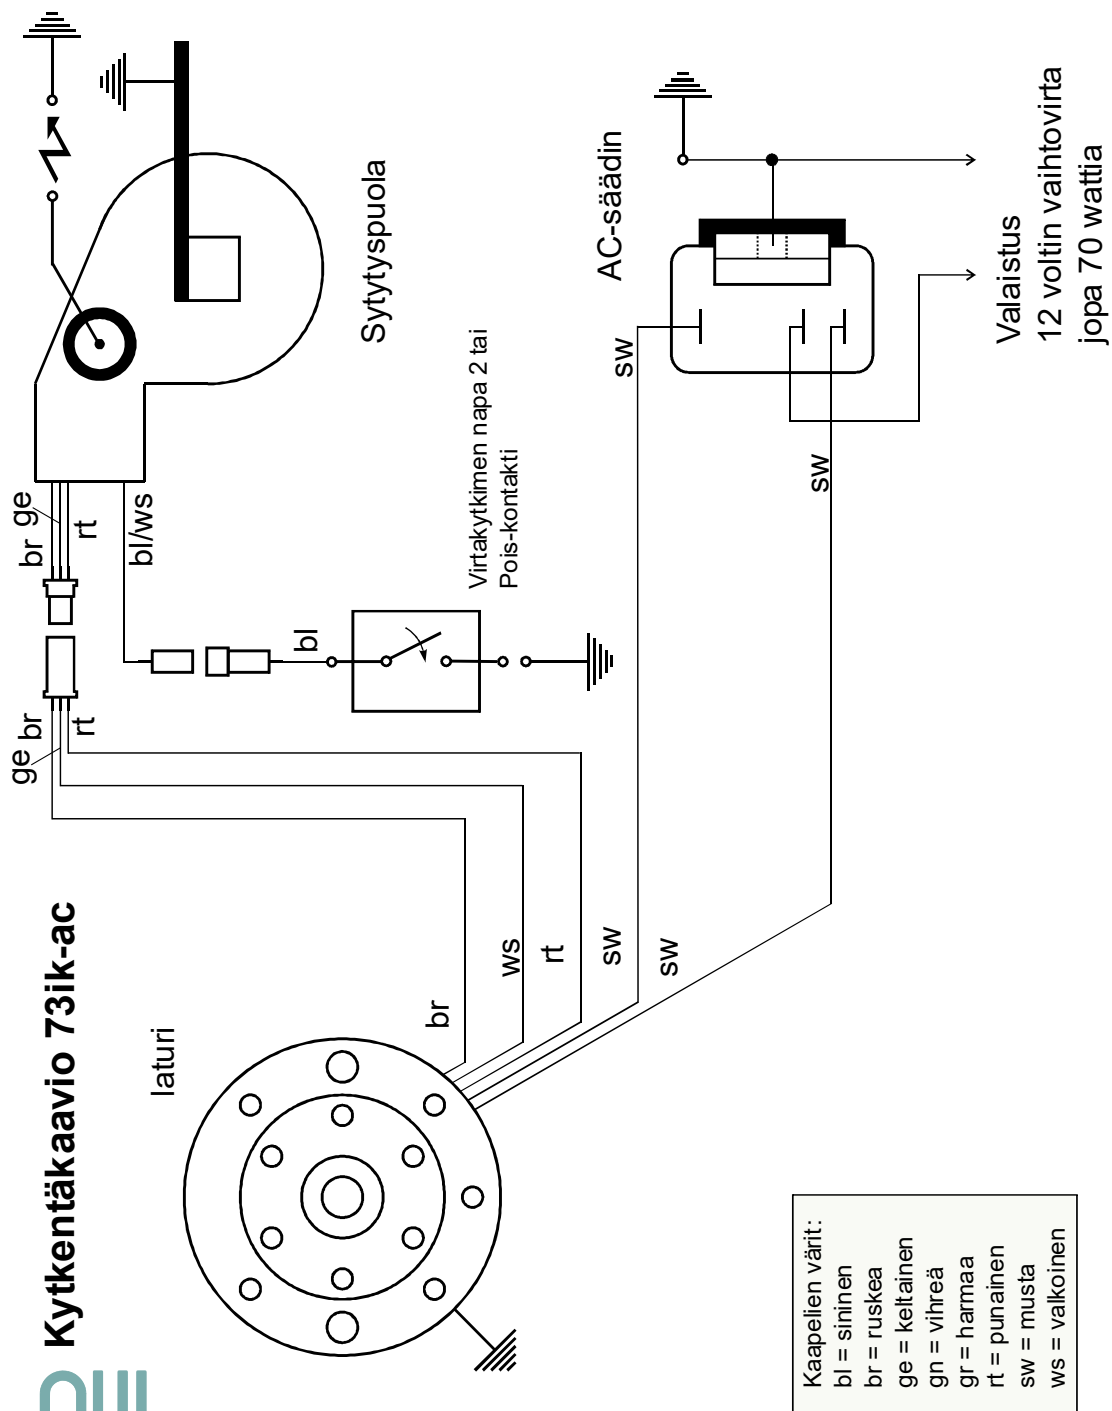 Kytkentäkaavio 73ik-ac
laturi
br
ws
rt
sw
sw
ge
br
rt
br
ge
rt
bl/ws
bl
Virtakytkimen napa 2 tai
Pois-kontakti
Sytytyspuola
AC-säädin
sw
sw
Valaistus
12 voltin vaihtovirta
jopa 70 wattia
Kaapelien värit:
bl = sininen
br = ruskea
ge = keltainen
gn = vihreä
gr = harmaa
rt = punainen
sw = musta
ws = valkoinen